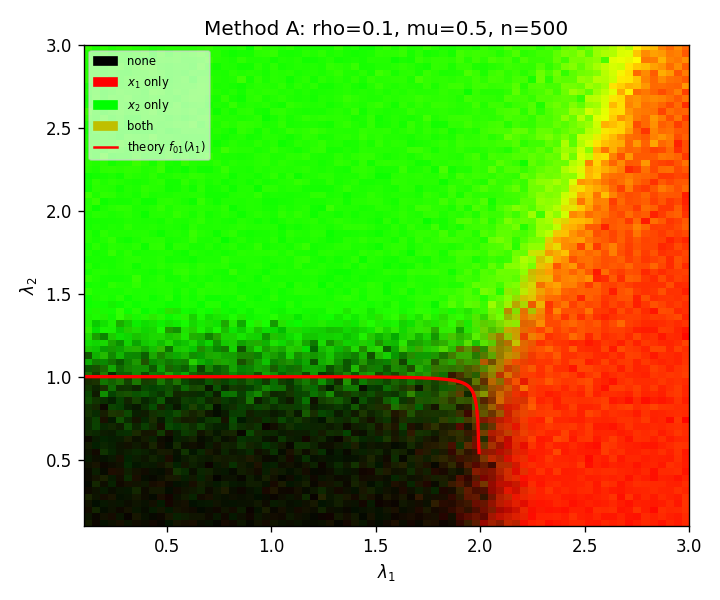 Method A: rho=0.1, mu=0.5, n=500
none
x₁ only
x₂ only
both
theory f₀₁(λ₁)
3.0
2.5
2.0
1.5
1.0
0.5
λ₂
0.5 1.0 1.5 2.0 2.5 3.0
λ₁